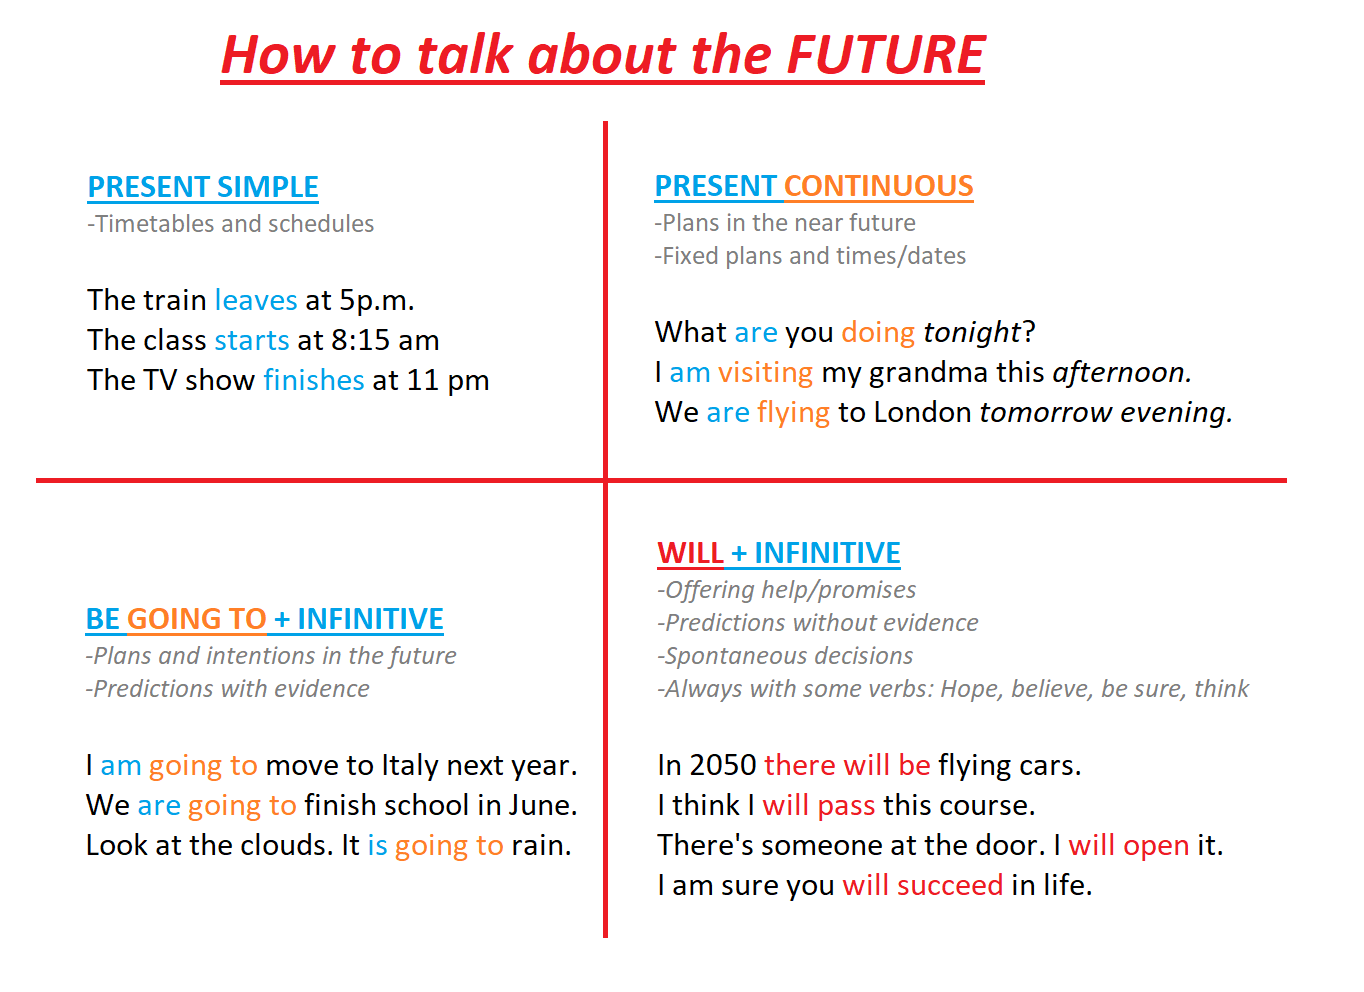 How to talk about the FUTURE
PRESENT SIMPLE
-Timetables and schedules
The train leaves at 5p.m.
The class starts at 8:15 am
The TV show finishes at 11 pm
PRESENT CONTINUOUS
-Plans in the near future
-Fixed plans and times/dates
What are you doing tonight?
I am visiting my grandma this afternoon.
We are flying to London tomorrow evening.
BE GOING TO + INFINITIVE
-Plans and intentions in the future
-Predictions with evidence
I am going to move to Italy next year.
We are going to finish school in June.
Look at the clouds. It is going to rain.
WILL + INFINITIVE
-Offering help/promises
-Predictions without evidence
-Spontaneous decisions
-Always with some verbs: Hope, believe, be sure, think
In 2050 there will be flying cars.
I think I will pass this course.
There's someone at the door. I will open it.
I am sure you will succeed in life.